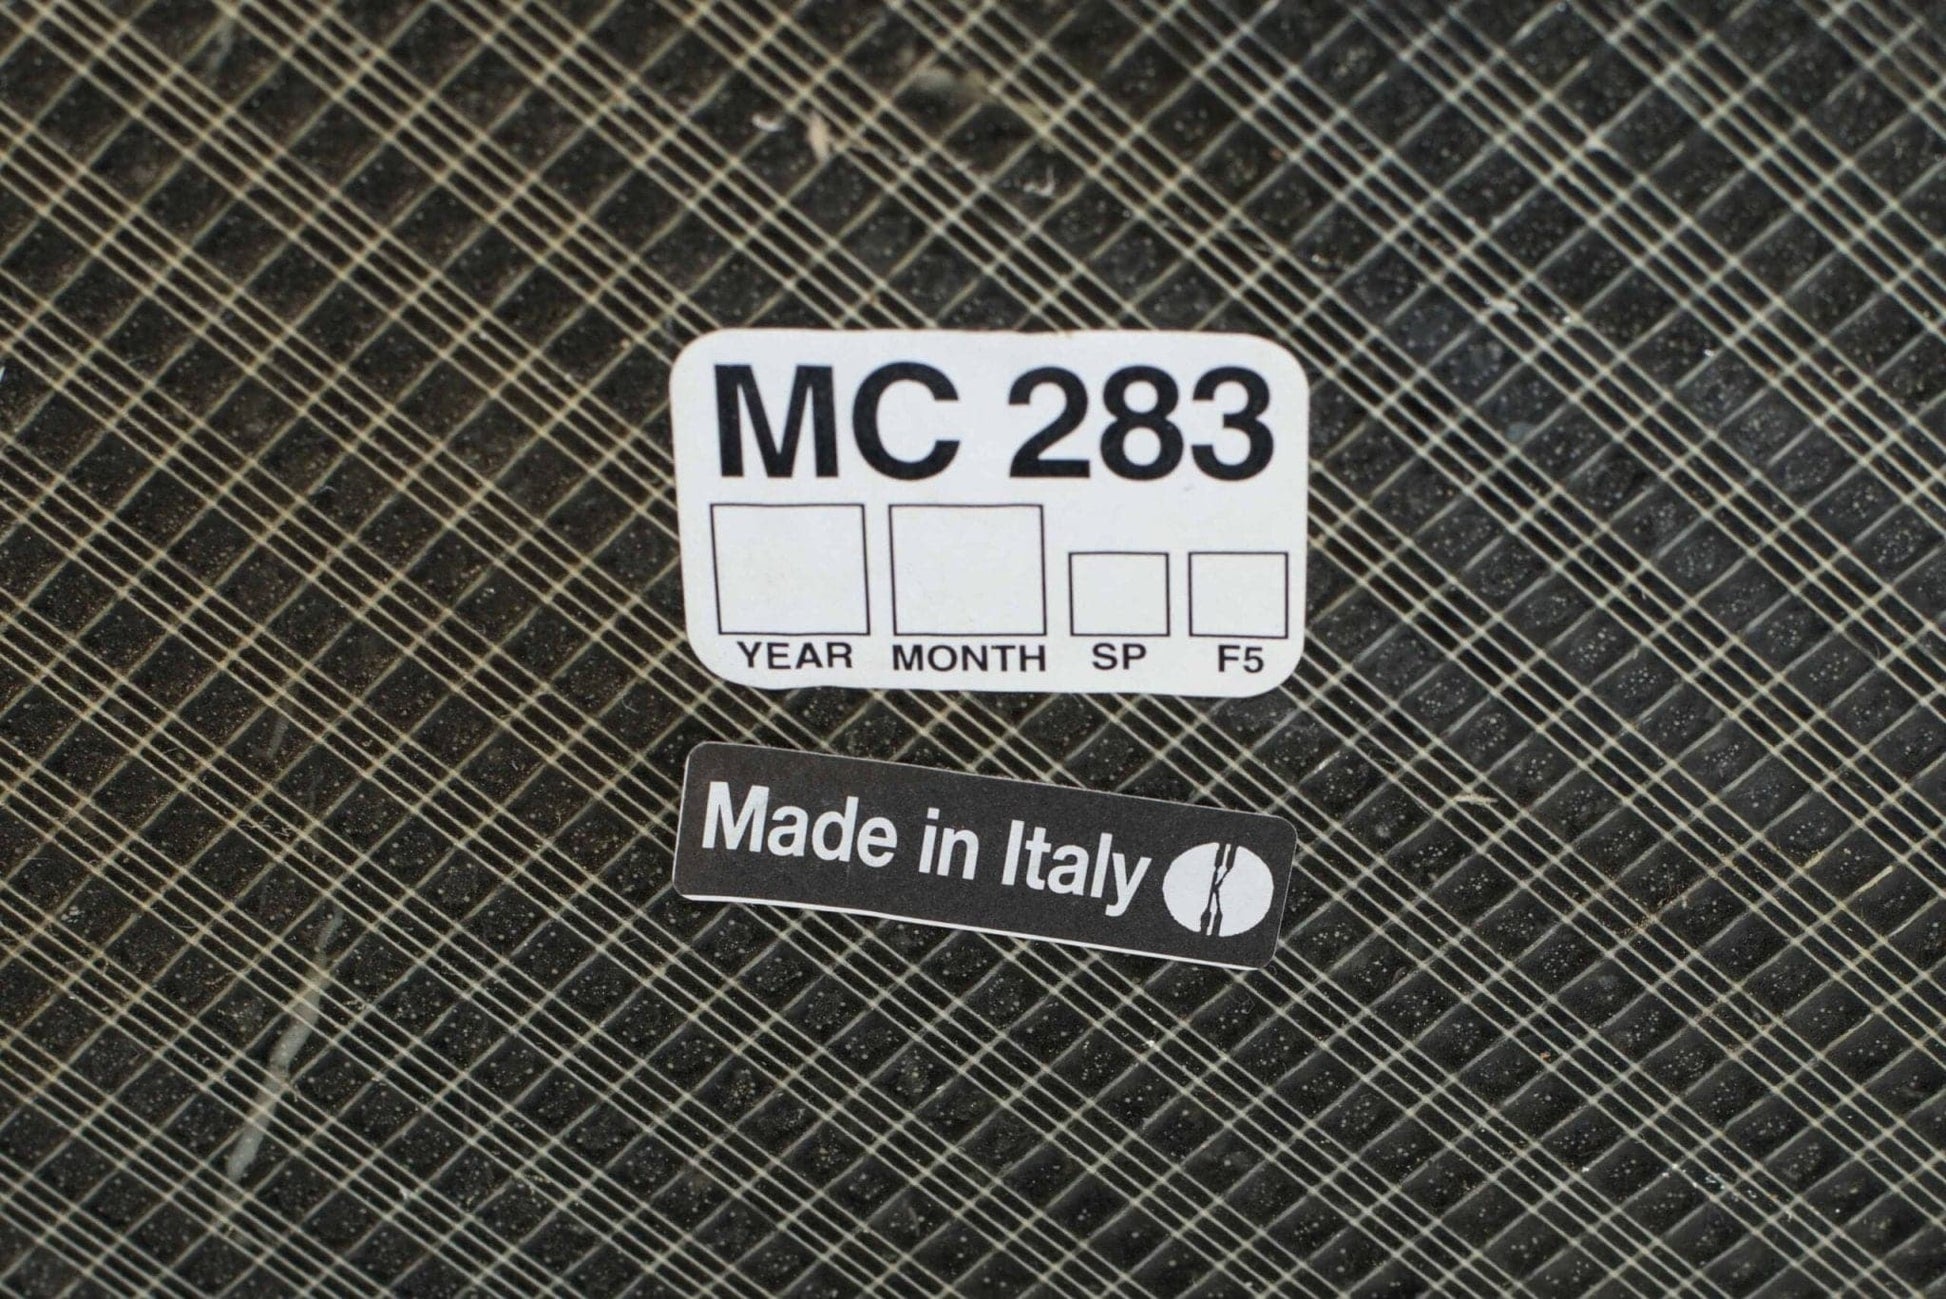 MC 283
YEAR MONTH SP F5
Made in Italy